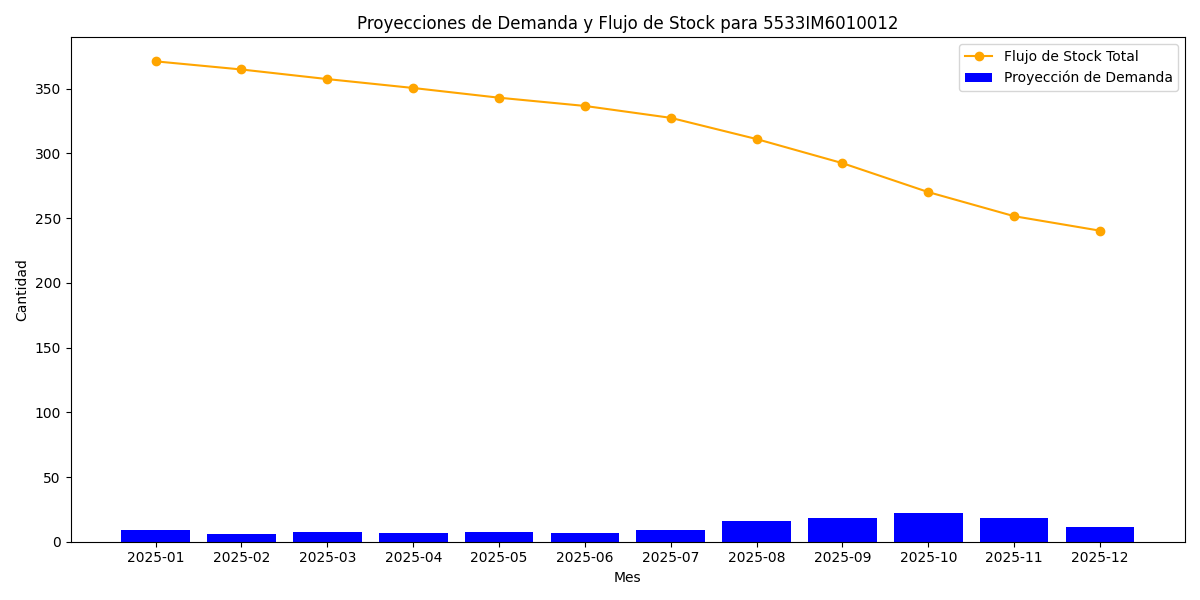 Proyecciones de Demanda y Flujo de Stock para 5533IM6010012
Flujo de Stock Total
Proyección de Demanda
Cantidad
350
300
250
200
150
100
50
0
2025-01 2025-02 2025-03 2025-04 2025-05 2025-06 2025-07 2025-08 2025-09 2025-10 2025-11 2025-12
Mes